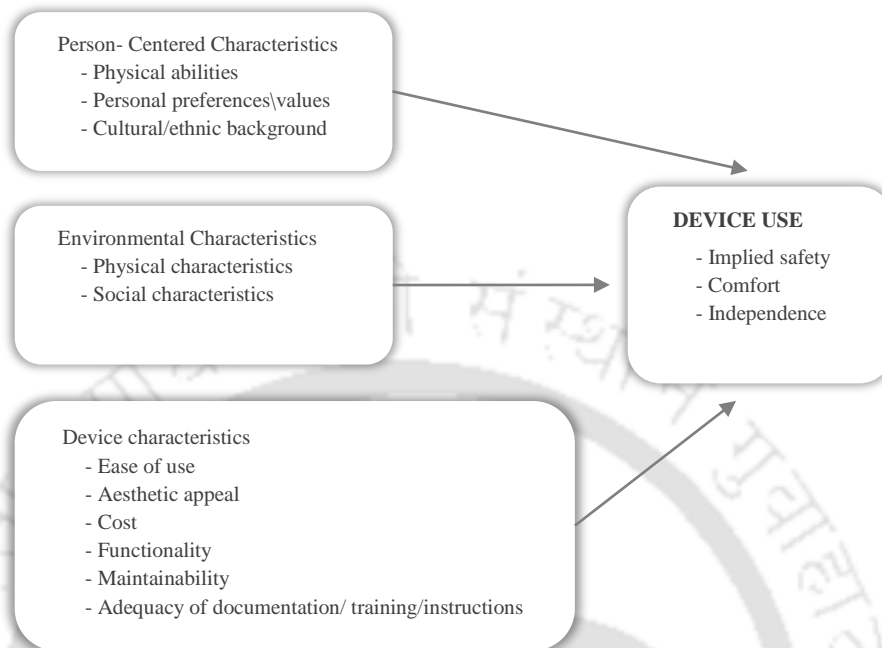 Person- Centered Characteristics
- Physical abilities
- Personal preferences\values
- Cultural/ethnic background
Environmental Characteristics
- Physical characteristics
- Social characteristics
Device characteristics
- Ease of use
- Aesthetic appeal
- Cost
- Functionality
- Maintainability
- Adequacy of documentation/ training/instructions
DEVICE USE
- Implied safety
- Comfort
- Independence